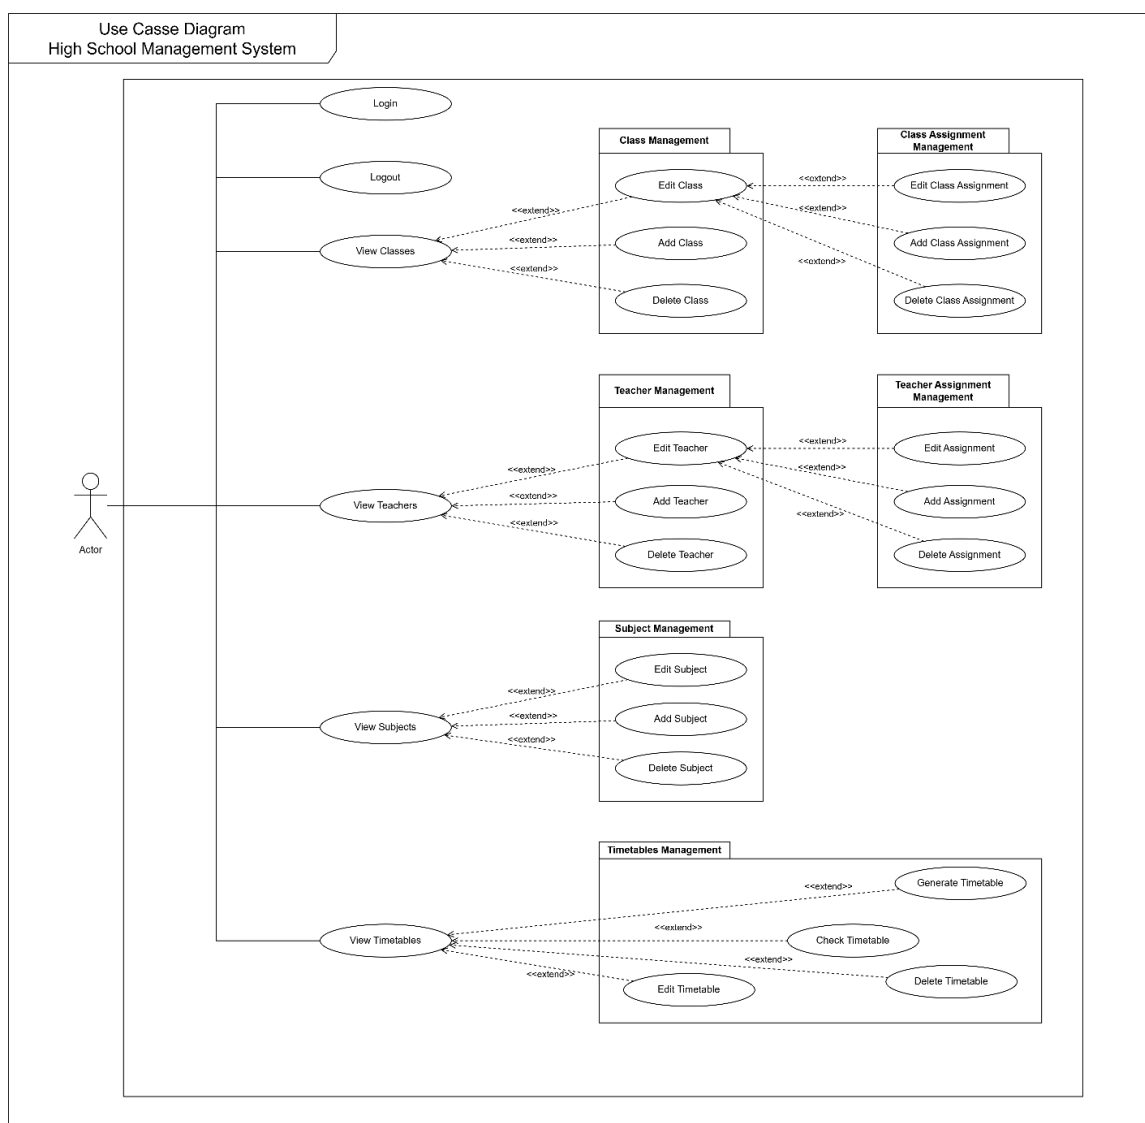 Use Casse Diagram
High School Management System
Login
Logout
View Classes
<<extend>>
<<extend>>
<<extend>>
Class Management
Edit Class
Add Class
Delete Class
<<extend>>
<<extend>>
<<extend>>
Class Assignment
Management
Edit Class Assignment
Add Class Assignment
Delete Class Assignment
Actor
View Teachers
<<extend>>
<<extend>>
<<extend>>
Teacher Management
Edit Teacher
Add Teacher
Delete Teacher
<<extend>>
<<extend>>
<<extend>>
Teacher Assignment
Management
Edit Assignment
Add Assignment
Delete Assignment
View Subjects
<<extend>>
<<extend>>
<<extend>>
Subject Management
Edit Subject
Add Subject
Delete Subject
View Timetables
Timetables Management
<<extend>>
Generate Timetable
<<extend>>
Check Timetable
<<extend>>
Delete Timetable
<<extend>>
Edit Timetable